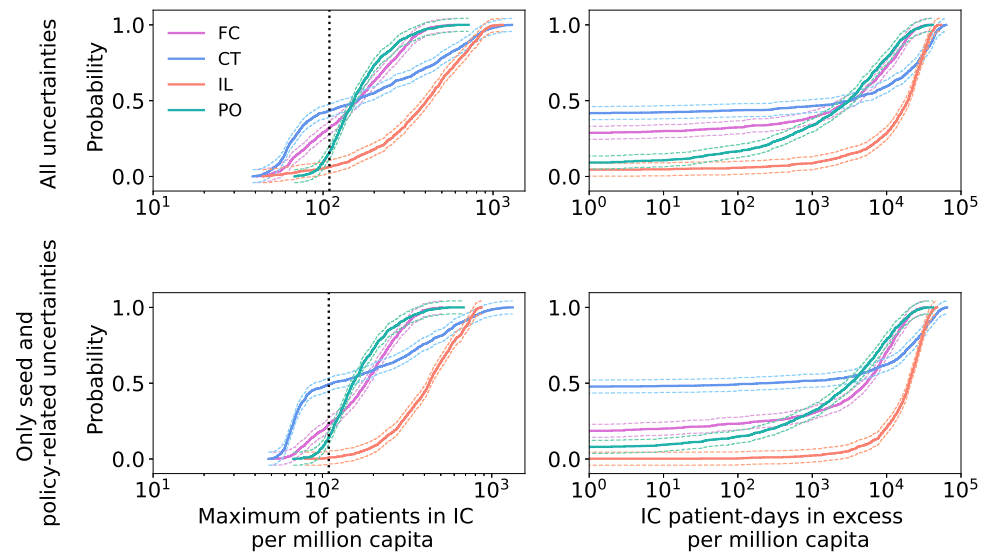 All uncertainties
Probability
1.0
0.5
0.0
FC
CT
IL
PO
10¹ 10² 10³
1.0
0.5
0.0
10⁰ 10¹ 10² 10³ 10⁴ 10⁵
Only seed and
policy-related uncertainties
Probability
1.0
0.5
0.0
10¹ 10² 10³
Maximum of patients in IC
per million capita
1.0
0.5
0.0
10⁰ 10¹ 10² 10³ 10⁴ 10⁵
IC patient-days in excess
per million capita